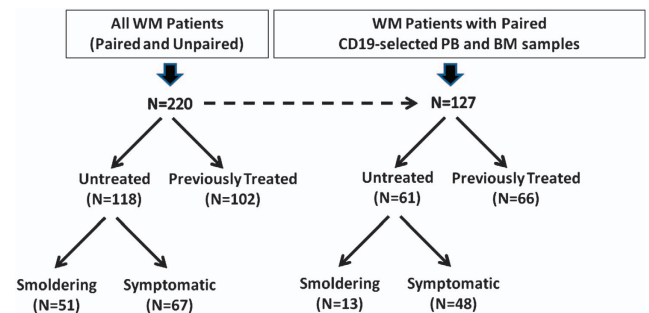 All WM Patients
(Paired and Unpaired)
WM Patients with Paired
CD19-selected PB and BM samples
N=220
N=127
Untreated
(N=118)
Previously Treated
(N=102)
Untreated
(N=61)
Previously Treated
(N=66)
Smoldering
(N=51)
Symptomatic
(N=67)
Smoldering
(N=13)
Symptomatic
(N=48)